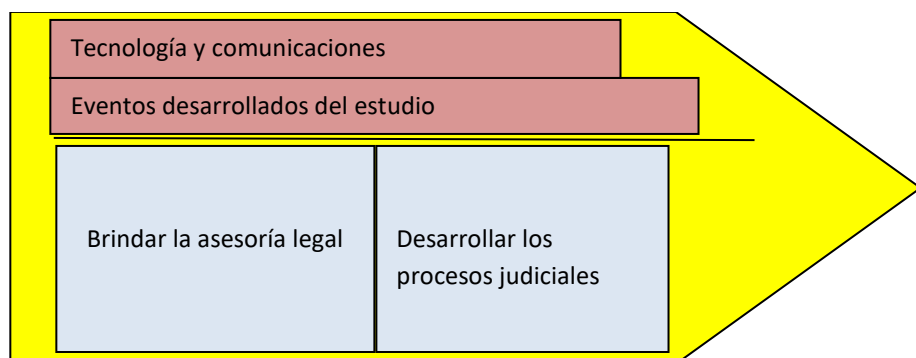 Tecnología y comunicaciones
Eventos desarrollados del estudio
Brindar la asesoría legal
Desarrollar los
procesos judiciales